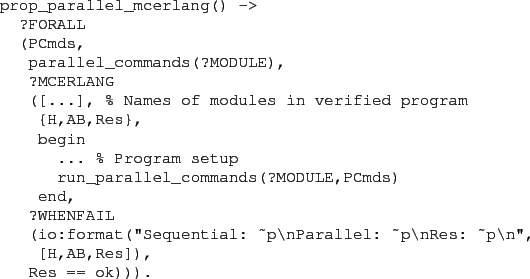 prop_parallel_mcerlang() ->
  ?FORALL
  (PCmds,
   parallel_commands(?MODULE),
   ?MCERLANG
   ([...], % Names of modules in verified program
    {H,AB,Res},
    begin
      ... % Program setup
      run_parallel_commands(?MODULE,PCmds)
    end,
   ?WHENFAIL
   (io:format("Sequential: ~p\nParallel: ~p\nRes: ~p\n",
    [H,AB,Res]),
    Res == ok))).